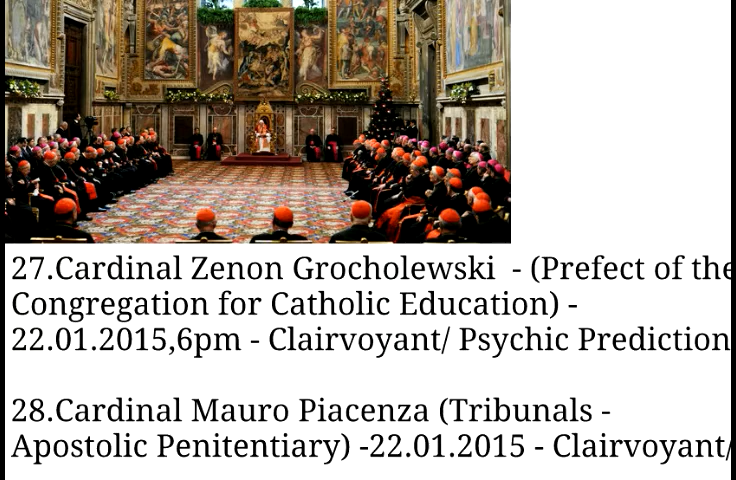 27.Cardinal Zenon Grocholewski - (Prefect of the
Congregation for Catholic Education) -
22.01.2015,6pm - Clairvoyant/ Psychic Prediction
28.Cardinal Mauro Piacenza (Tribunals -
Apostolic Penitentiary) -22.01.2015 - Clairvoyant/